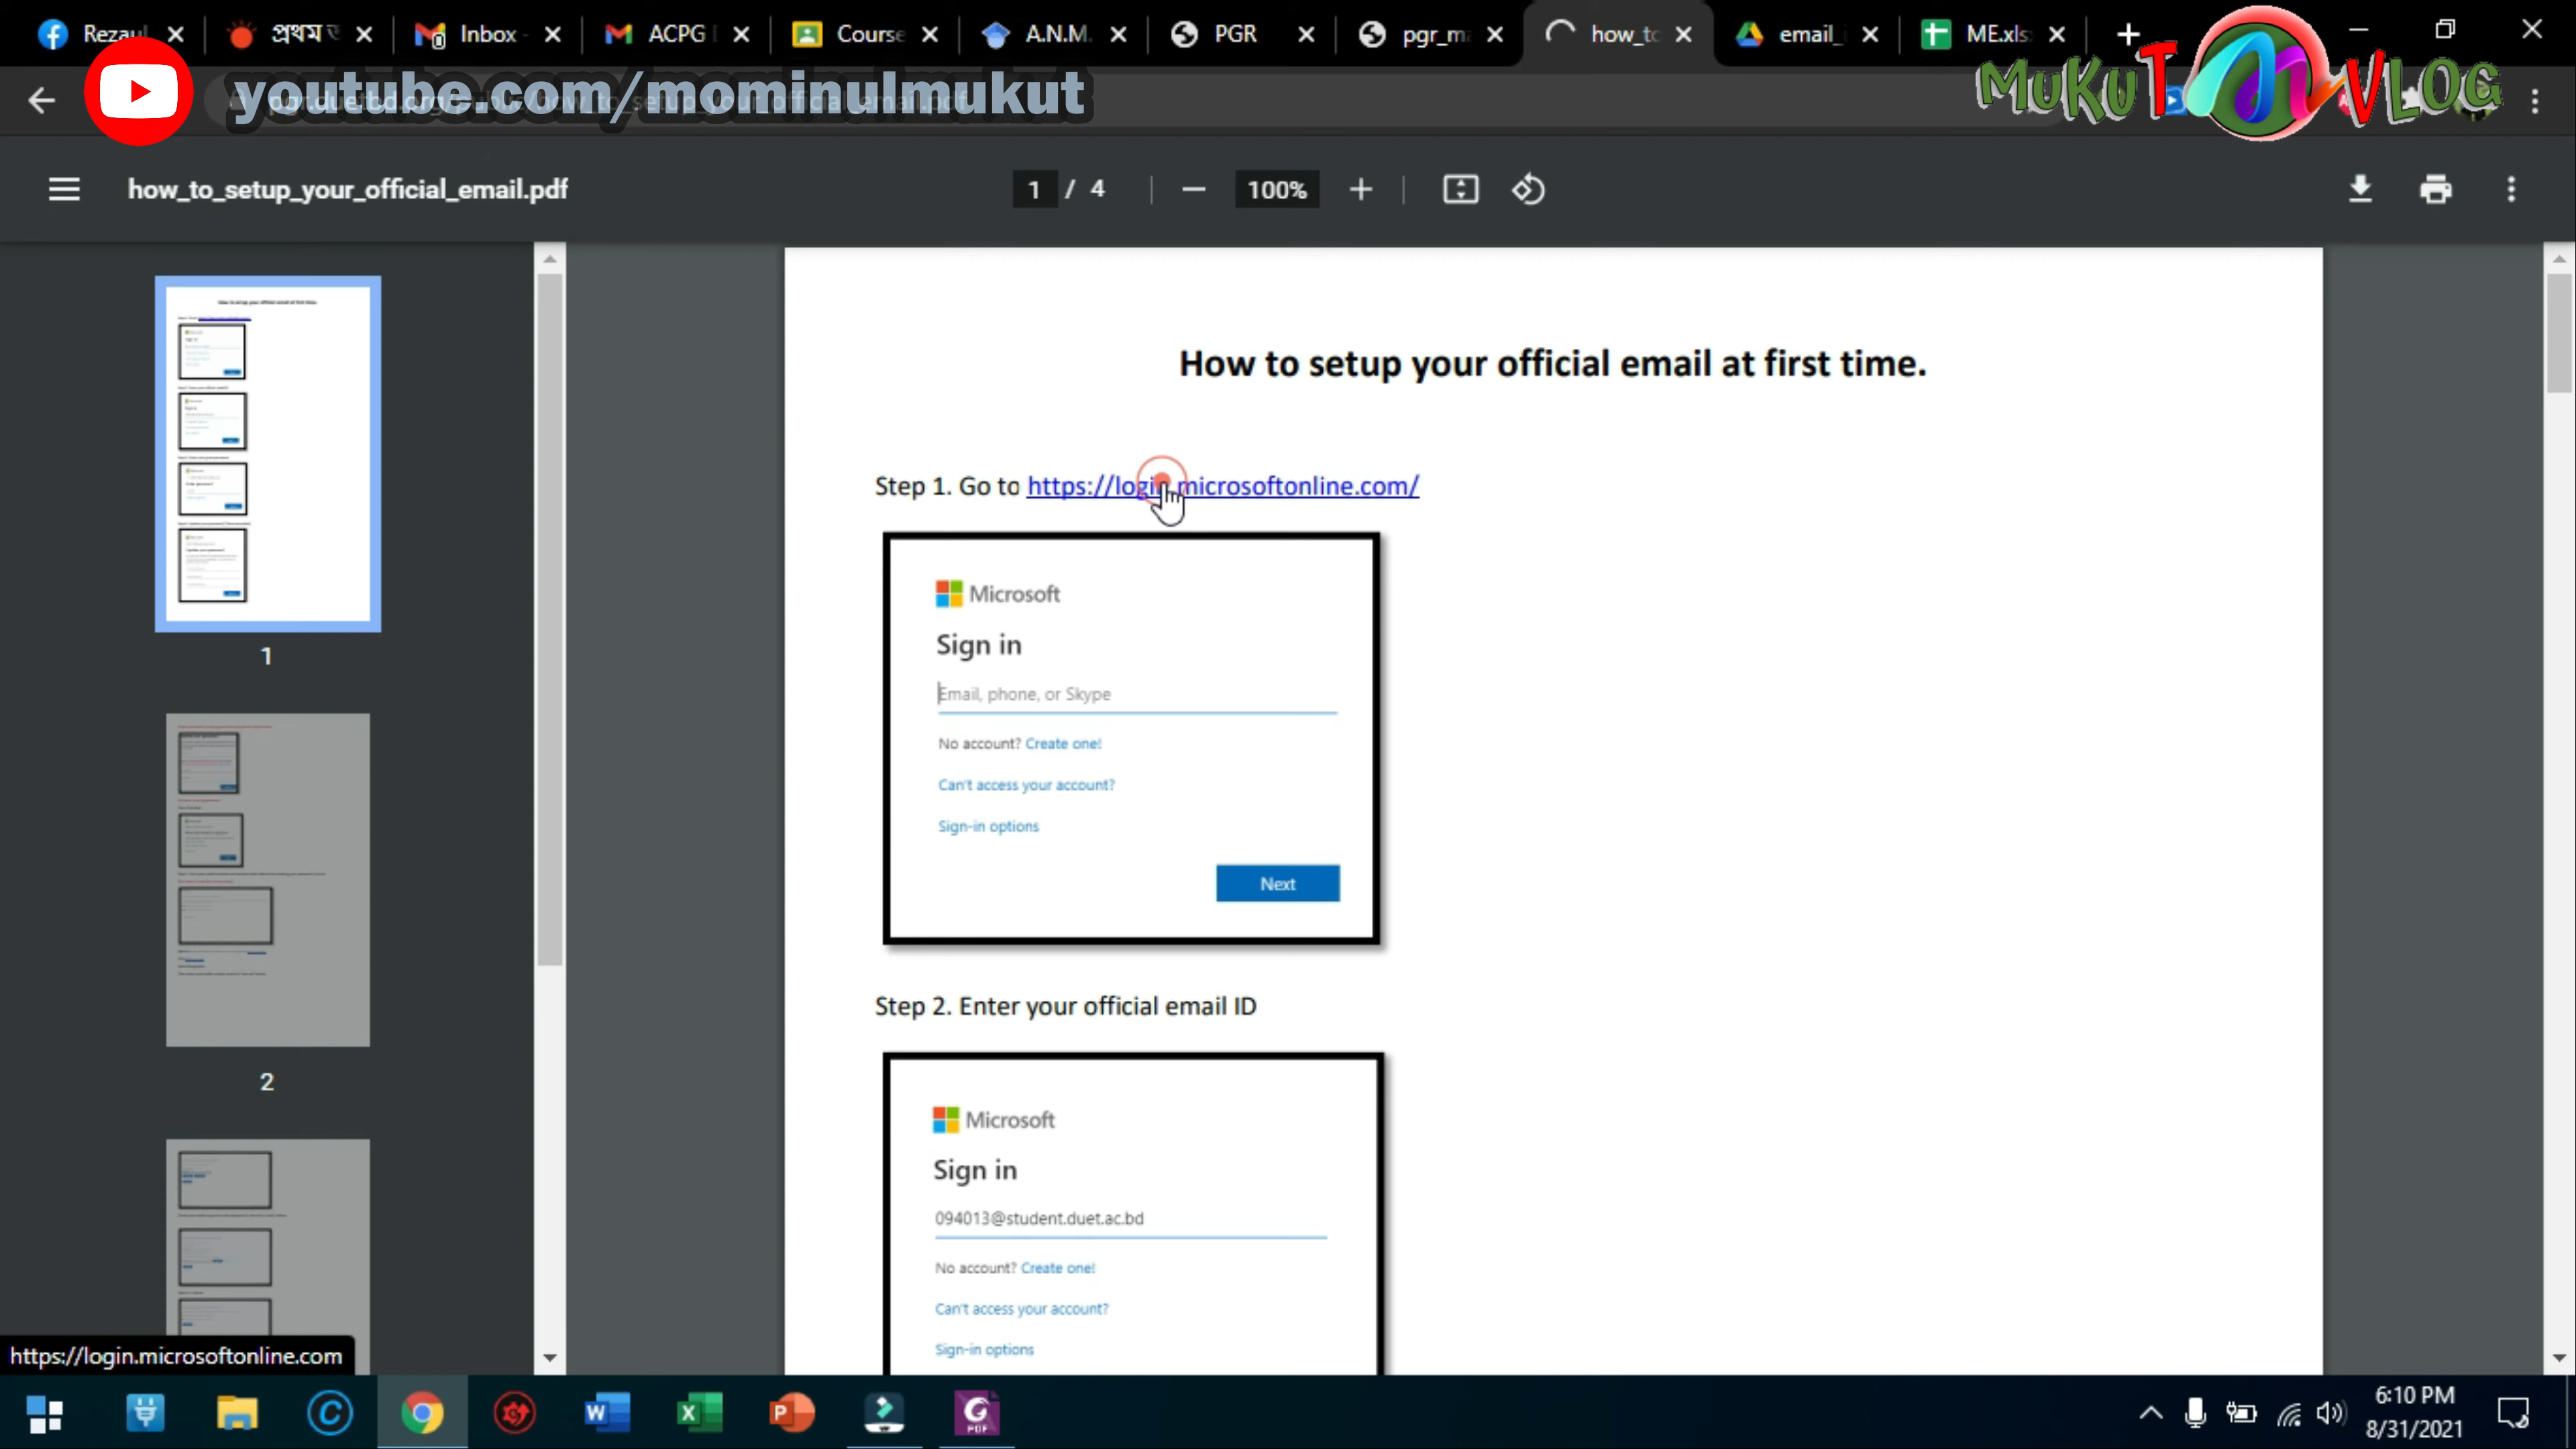 Rezaul
প্রথম
Inbox -
ACPG
Course
A.N.M.
PGR
pgr_ma
how_to
email_
ME.xls
youtube.com/mominulmukut
MUKUT VLOG
how_to_setup_your_official_email.pdf
1 / 4
100%
How to setup your official email at first time.
Step 1. Go to https://login.microsoftonline.com/
Microsoft
Sign in
Email, phone, or Skype
No account? Create one!
Can't access your account?
Sign-in options
Next
Step 2. Enter your official email ID
Microsoft
Sign in
094013@student.duet.ac.bd
No account? Create one!
Can't access your account?
Sign-in options
1
2
https://login.microsoftonline.com
6:10 PM
8/31/2021